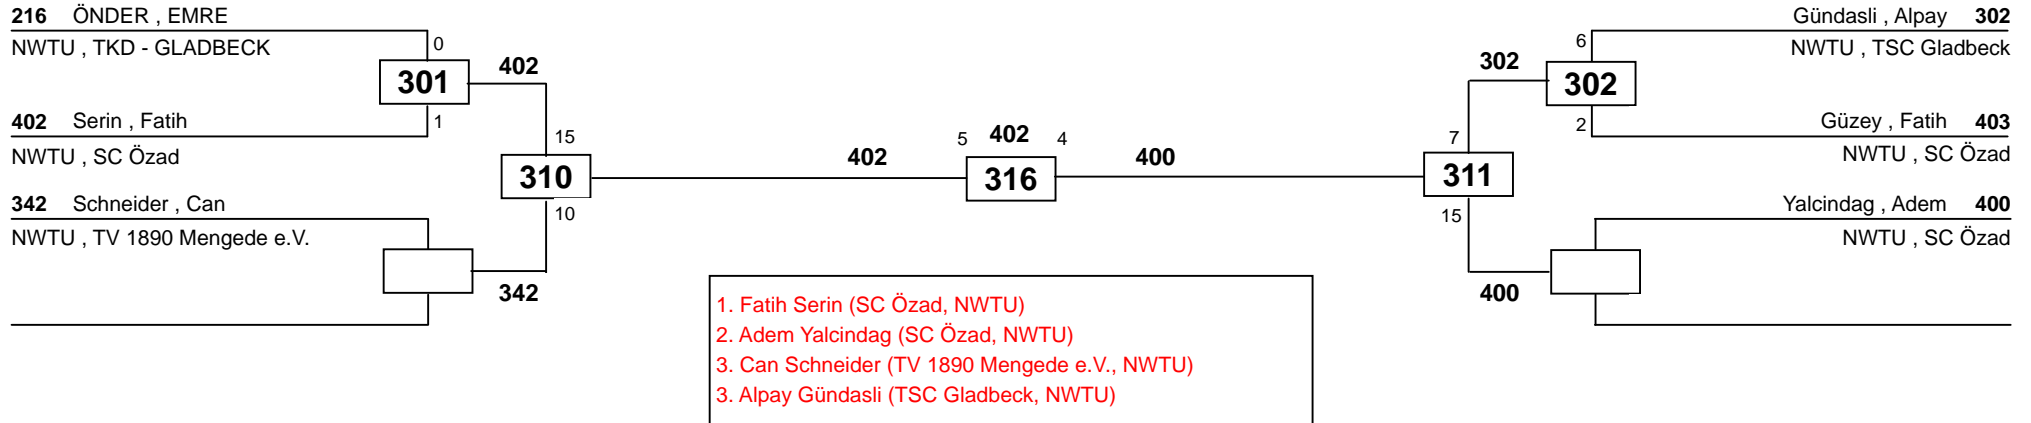 216 ÖNDER , EMRE
NWTU , TKD - GLADBECK
0
301
402
1
402 Serin , Fatih
NWTU , SC Özad
15
310
10
342 Schneider , Can
NWTU , TV 1890 Mengede e.V.
342
402
5 402 4
316
400
Gündasli , Alpay 302
NWTU , TSC Gladbeck
6
302
302
2
Güzey , Fatih 403
NWTU , SC Özad
7
311
15
Yalcindag , Adem 400
NWTU , SC Özad
400
1. Fatih Serin (SC Özad, NWTU)
2. Adem Yalcindag (SC Özad, NWTU)
3. Can Schneider (TV 1890 Mengede e.V., NWTU)
3. Alpay Gündasli (TSC Gladbeck, NWTU)